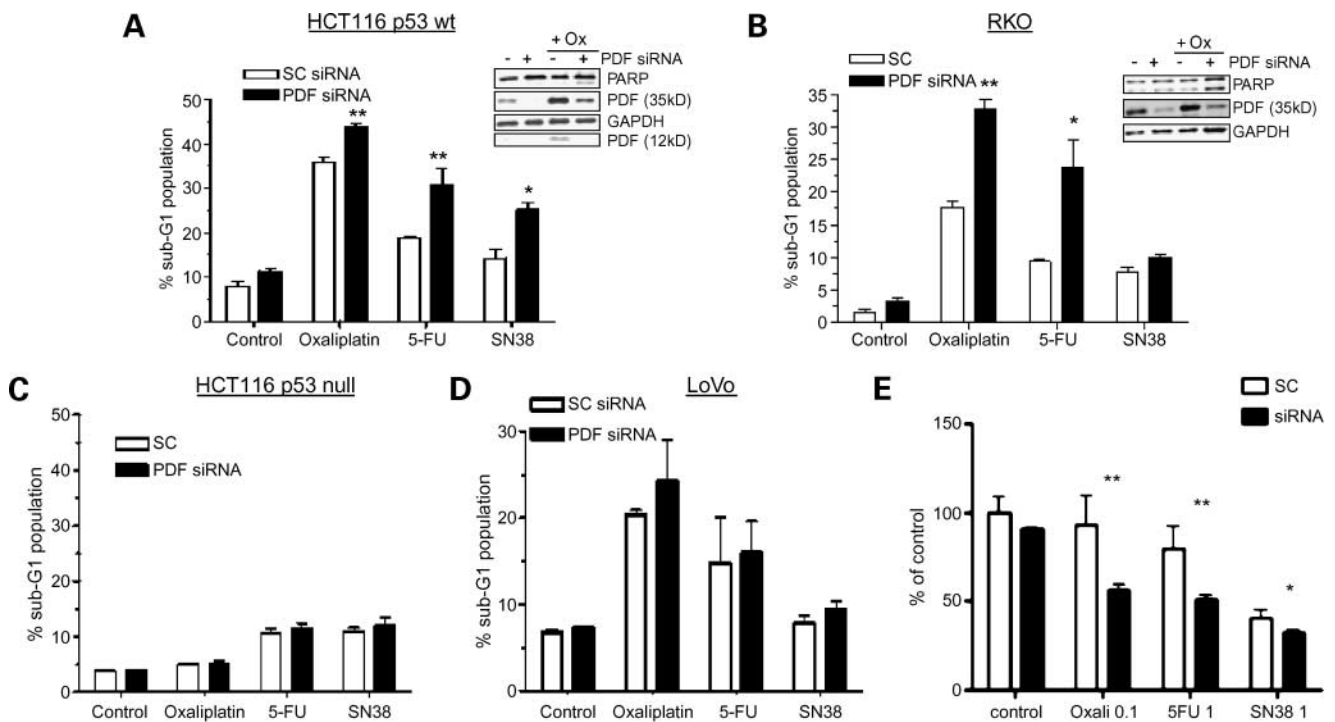 A
HCT116 p53 wt
SC siRNA
PDF siRNA
+ Ox
- + - + PDF siRNA
PARP
PDF (35kD)
GAPDH
PDF (12kD)
% sub-G1 population
50
40
30
20
10
0
**
**
*
Control Oxaliplatin 5-FU SN38
B
RKO
SC
PDF siRNA
+ Ox
- + - + PDF siRNA
PARP
PDF (35kD)
GAPDH
% sub-G1 population
35
30
25
20
15
10
5
0
**
*
Control Oxaliplatin 5-FU SN38
C
HCT116 p53 null
SC
PDF siRNA
% sub-G1 population
50
40
30
20
10
0
Control Oxaliplatin 5-FU SN38
D
LoVo
SC siRNA
PDF siRNA
% sub-G1 population
30
20
10
0
Control Oxaliplatin 5-FU SN38
E
SC
siRNA
% of control
150
100
50
0
**
**
*
control Oxali 0.1 5FU 1 SN38 1